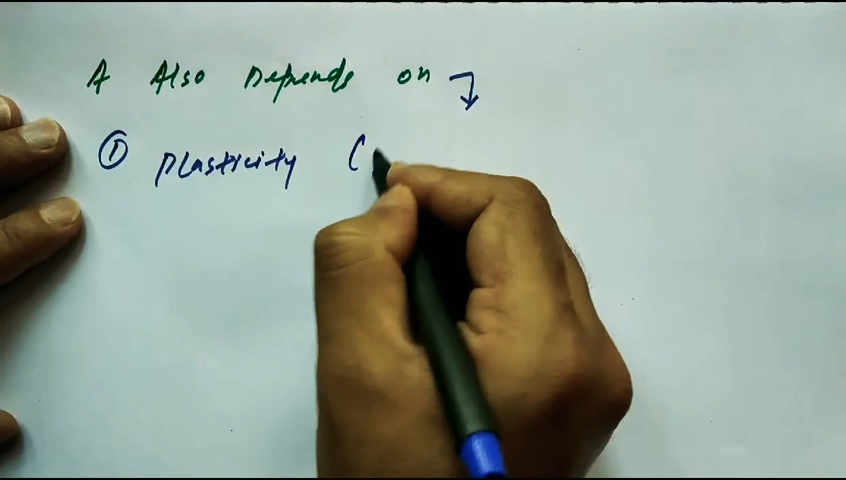 A Also Depends on ↴
① Plasticity (